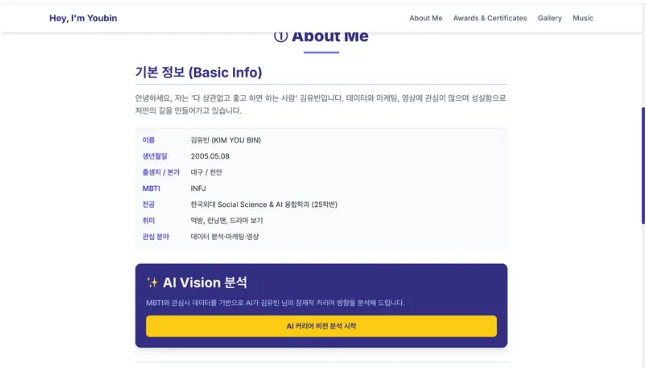 Hey, I'm Youbin
About Me
Awards & Certificates
Gallery
Music
① About Me
기본 정보 (Basic Info)
안녕하세요, 저는 '다 상관없고 좋고 하면 하는 사람' 김유빈입니다. 데이터와 마케팅, 영상에 관심이 많으며 성실함으로
저만의 길을 만들어가고 있습니다.
이름 김유빈 (KIM YOU BIN)
생년월일 2005.05.08
출생지 / 본가 대구 / 천안
MBTI INFJ
전공 한국외대 Social Science & AI 융합학과 (25학번)
취미 먹방, 런닝맨, 드라마 보기
관심 분야 데이터 분석·마케팅·영상
✨ AI Vision 분석
MBTI와 관심사 데이터를 기반으로 AI가 김유빈 님의 잠재적 커리어 방향을 분석해 드립니다.
AI 커리어 비전 분석 시작